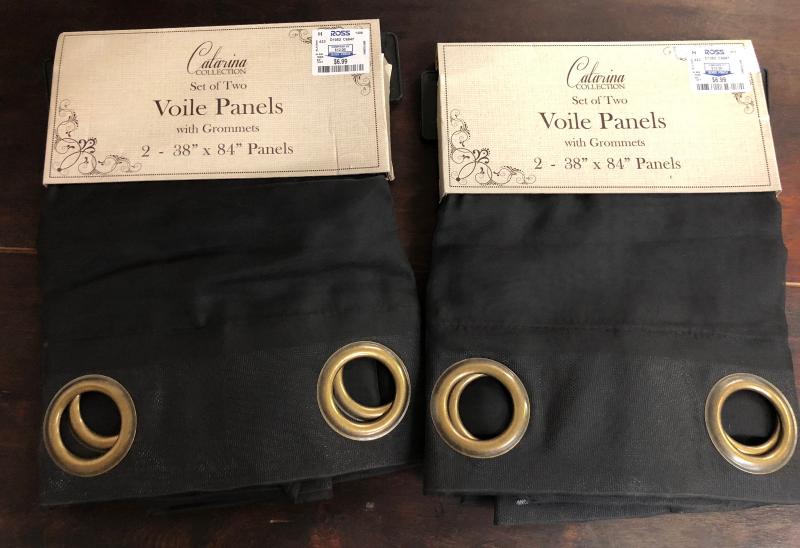 Catarina
COLLECTION
Set of Two
Voile Panels
with Grommets
2 - 38” x 84” Panels
H ROSS
$6.99
Catarina
COLLECTION
Set of Two
Voile Panels
with Grommets
2 - 38” x 84” Panels
ROSS
$6.99